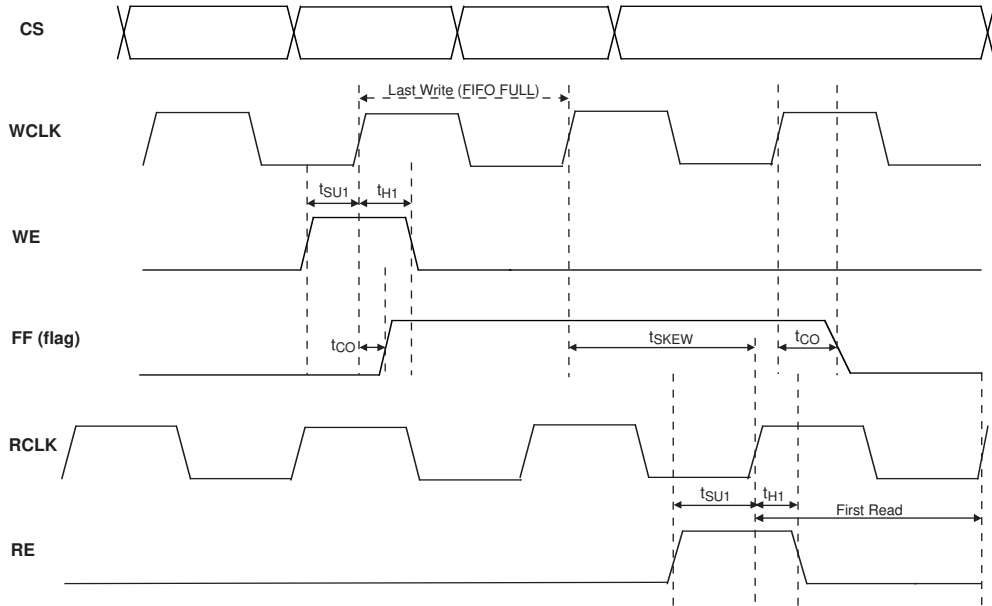 CS
Last Write (FIFO FULL)
WCLK
tSU1 tH1
WE
FF (flag)
tCO tSKEW tCO
RCLK
tSU1 tH1
First Read
RE